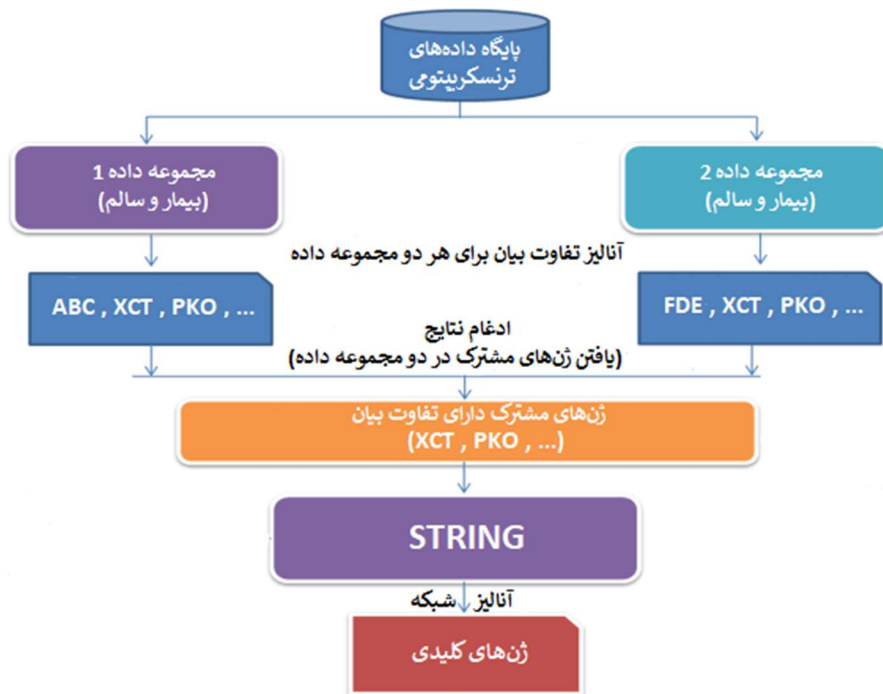 پایگاه داده‌های
ترنسکریپتومی
مجموعه داده 1
(بیمار و سالم)
مجموعه داده 2
(بیمار و سالم)
آنالیز تفاوت بیان برای هر دو مجموعه داده
ABC , XCT , PKO , ...
FDE , XCT , PKO , ...
ادغام نتایج
(یافتن ژن‌های مشترک در دو مجموعه داده)
ژن‌های مشترک دارای تفاوت بیان
(XCT , PKO , ...)
STRING
آنالیز شبکه
ژن‌های کلیدی